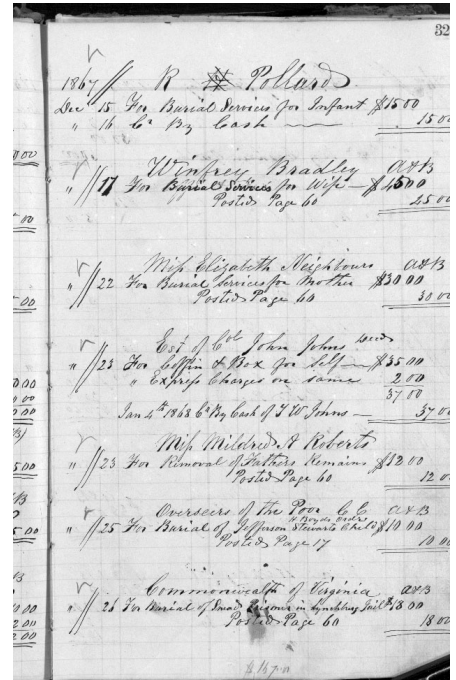 32
1867 R Pollard
Dec 15 For Burial Services for Infant $15 00
" 16 Cr By Cash 15 00
Winfrey Bradley A&B
" 17 For Burial Services for Wife $45 00
Posted Page 60 45 00
Miss Elizabeth Neighbours A&B
" 22 For Burial Services for Mother $30 00
Posted Page 60 30 00
Est of Col John Johns Decd
" 23 For Coffin & Box for Self $35 00
" Express Charges on same 2 00
37 00
Jan 4th 1868 Cr By Cash of T W Johns 37 00
Miss Mildred A Roberts
" 23 For Removal of Fathers Remains $12 00
Posted Page 60 12 00
Overseers of the Poor C C A&B
" 25 For Burial of Jefferson Stewarts Child $10 00
Posted Page 17 10 00
Commonwealth of Virginia A&B
" 26 For Burial of Prisoner in Lynchburg Jail $18 00
Posted Page 60 18 00